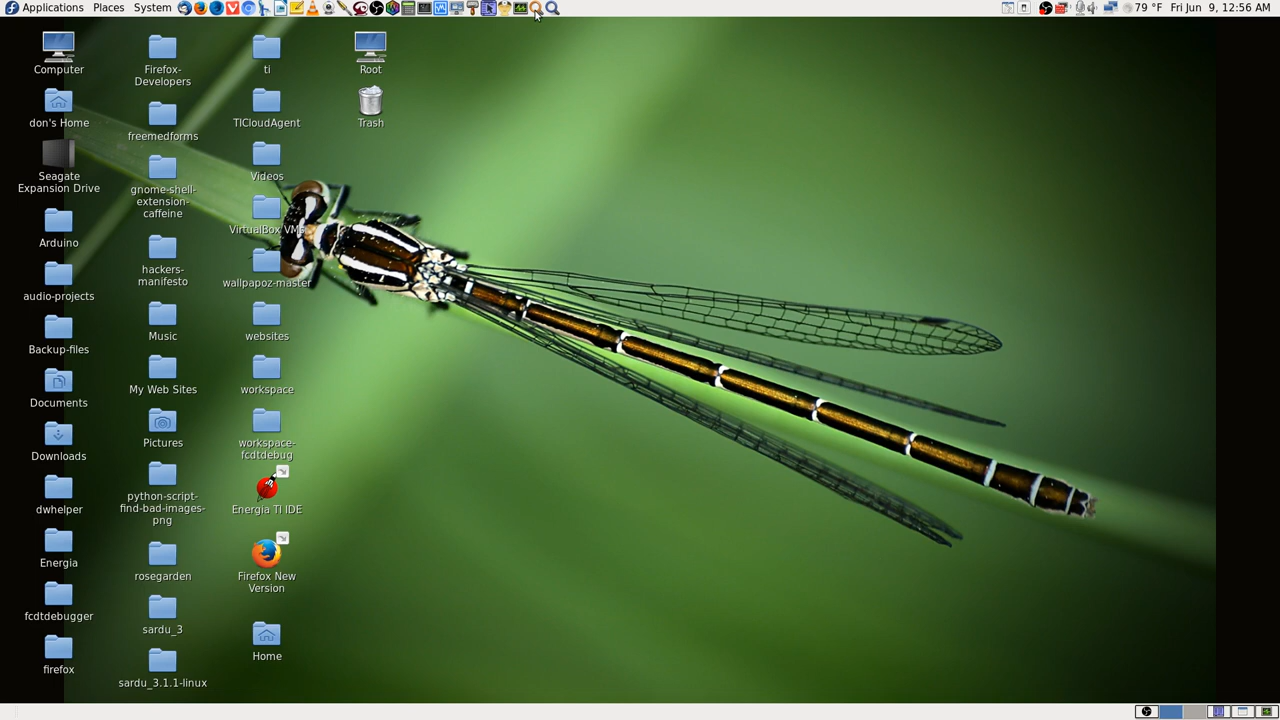 Applications Places System
79 °F Fri Jun 9, 12:56 AM
Computer
don's Home
Seagate
Expansion Drive
Arduino
audio-projects
Backup-files
Documents
Downloads
dwhelper
Energia
fcdtdebugger
firefox
Firefox-
Developers
freemedforms
gnome-shell-
extension-
caffeine
hackers-
manifesto
Music
My Web Sites
Pictures
python-script-
find-bad-images-
png
rosegarden
sardu_3
sardu_3.1.1-linux
ti
TICloudAgent
Videos
VirtualBox VMs
wallpapoz-master
websites
workspace
workspace-
fcdtdebug
Energia TI IDE
Firefox New
Version
Home
Root
Trash